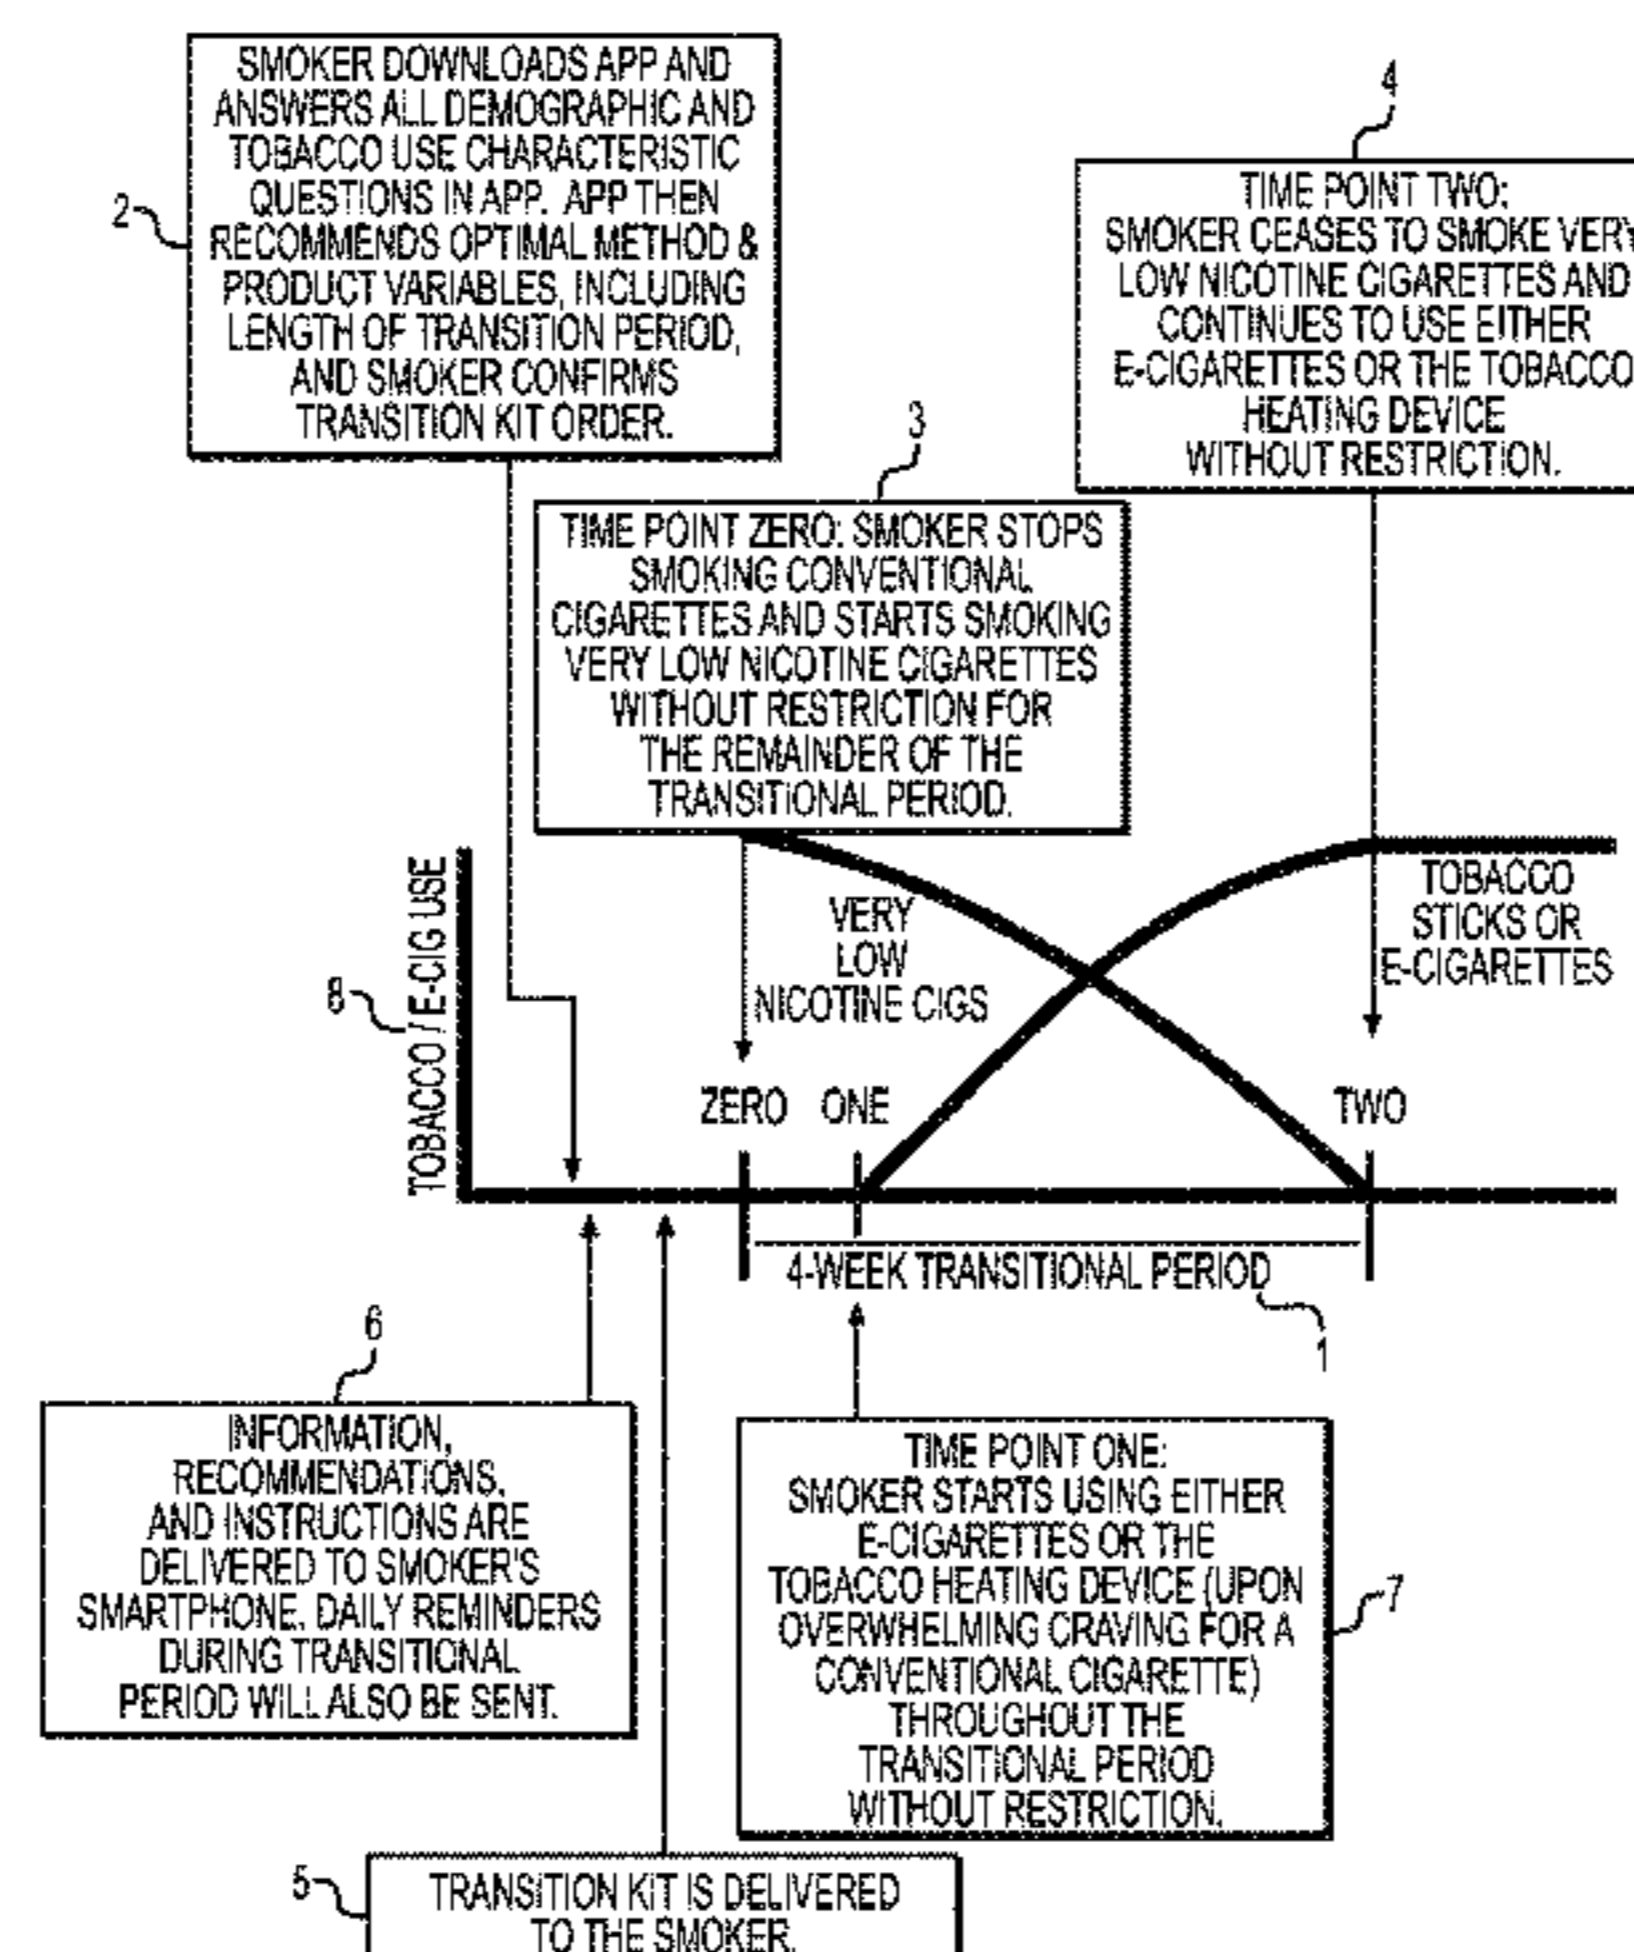 SMOKER DOWNLOADS APP AND
ANSWERS ALL DEMOGRAPHIC AND
TOBACCO USE CHARACTERISTIC
QUESTIONS IN APP. APP THEN
RECOMMENDS OPTIMAL METHOD &
PRODUCT VARIABLES, INCLUDING
LENGTH OF TRANSITION PERIOD,
AND SMOKER CONFIRMS
TRANSITION KIT ORDER.
2
4
TIME POINT TWO:
SMOKER CEASES TO SMOKE VERY
LOW NICOTINE CIGARETTES AND
CONTINUES TO USE EITHER
E-CIGARETTES OR THE TOBACCO
HEATING DEVICE
WITHOUT RESTRICTION.
3
TIME POINT ZERO: SMOKER STOPS
SMOKING CONVENTIONAL
CIGARETTES AND STARTS SMOKING
VERY LOW NICOTINE CIGARETTES
WITHOUT RESTRICTION FOR
THE REMAINDER OF THE
TRANSITIONAL PERIOD.
8
TOBACCO / E-CIG USE
VERY
LOW
NICOTINE CIGS
TOBACCO
STICKS OR
E-CIGARETTES
ZERO ONE TWO
4-WEEK TRANSITIONAL PERIOD
1
6
INFORMATION,
RECOMMENDATIONS,
AND INSTRUCTIONS ARE
DELIVERED TO SMOKER'S
SMARTPHONE. DAILY REMINDERS
DURING TRANSITIONAL
PERIOD WILL ALSO BE SENT.
TIME POINT ONE:
SMOKER STARTS USING EITHER
E-CIGARETTES OR THE
TOBACCO HEATING DEVICE (UPON
OVERWHELMING CRAVING FOR A
CONVENTIONAL CIGARETTE)
THROUGHOUT THE
TRANSITIONAL PERIOD
WITHOUT RESTRICTION.
7
5
TRANSITION KIT IS DELIVERED
TO THE SMOKER.